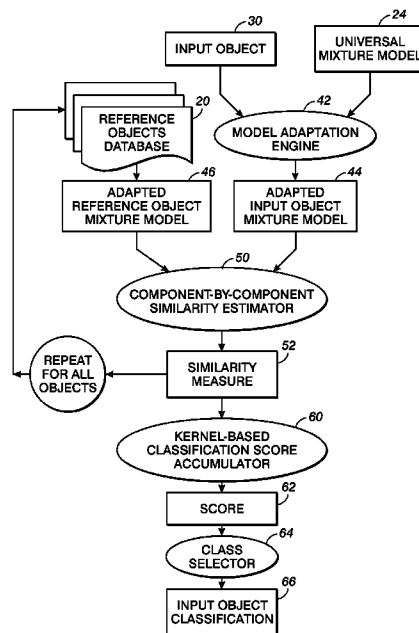 30
INPUT OBJECT
24
UNIVERSAL
MIXTURE MODEL
20
REFERENCE
OBJECTS
DATABASE
42
MODEL ADAPTATION
ENGINE
46
ADAPTED
REFERENCE OBJECT
MIXTURE MODEL
44
ADAPTED
INPUT OBJECT
MIXTURE MODEL
50
COMPONENT-BY-COMPONENT
SIMILARITY ESTIMATOR
52
SIMILARITY
MEASURE
REPEAT
FOR ALL
OBJECTS
60
KERNEL-BASED
CLASSIFICATION SCORE
ACCUMULATOR
62
SCORE
64
CLASS
SELECTOR
66
INPUT OBJECT
CLASSIFICATION